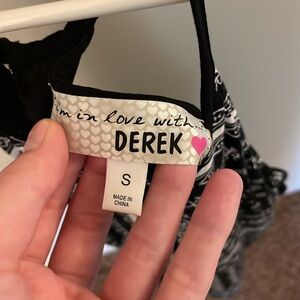 i'm in love with...
DEREK
S
MADE IN
CHINA